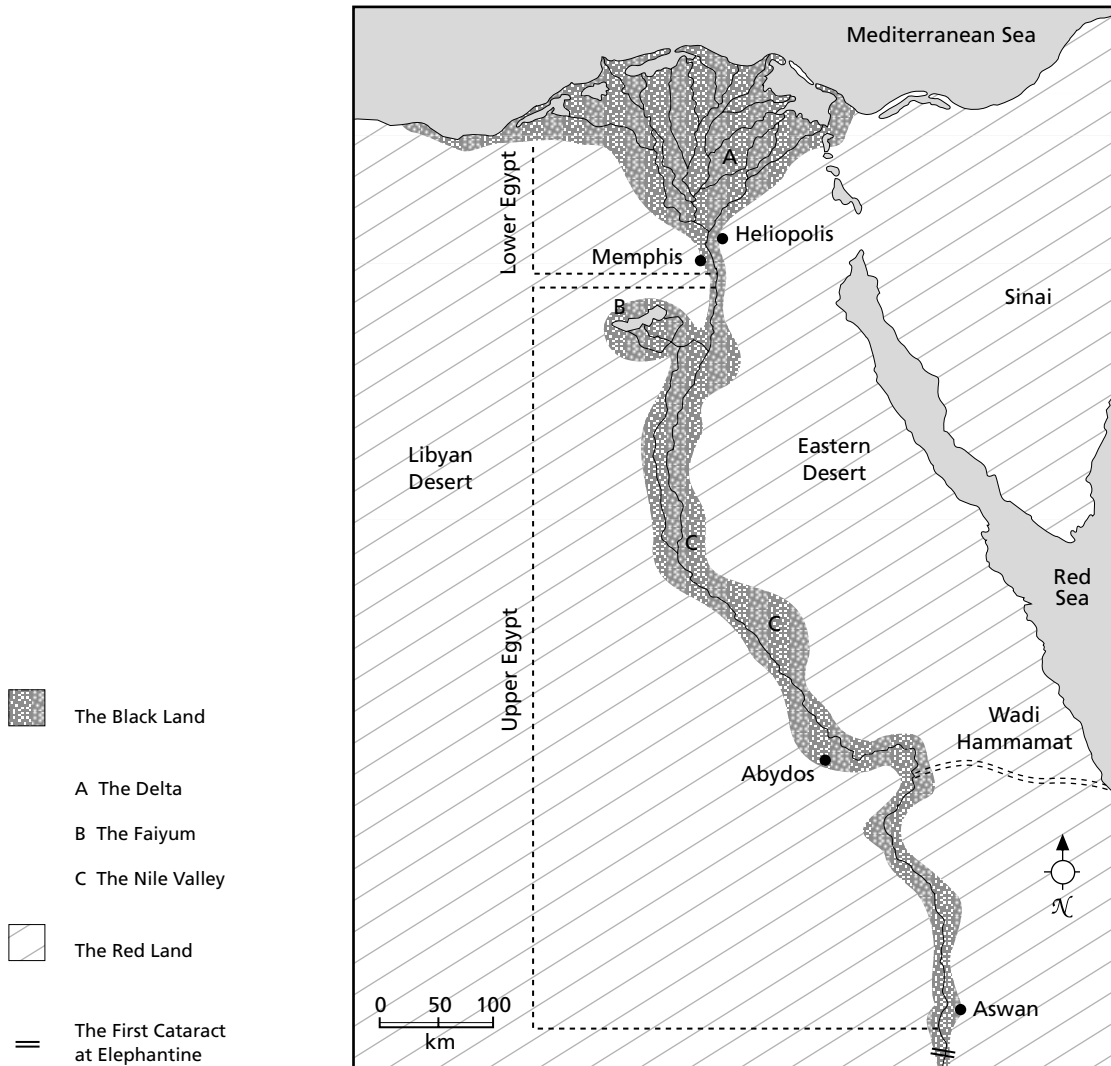 Mediterranean Sea
A
Lower Egypt
Heliopolis
Memphis
Sinai
B
Libyan
Desert
Eastern
Desert
C
Red
Sea
C
Upper Egypt
Wadi
Hammamat
Abydos
N
0 50 100
km
Aswan
The Black Land
A The Delta
B The Faiyum
C The Nile Valley
The Red Land
The First Cataract
at Elephantine